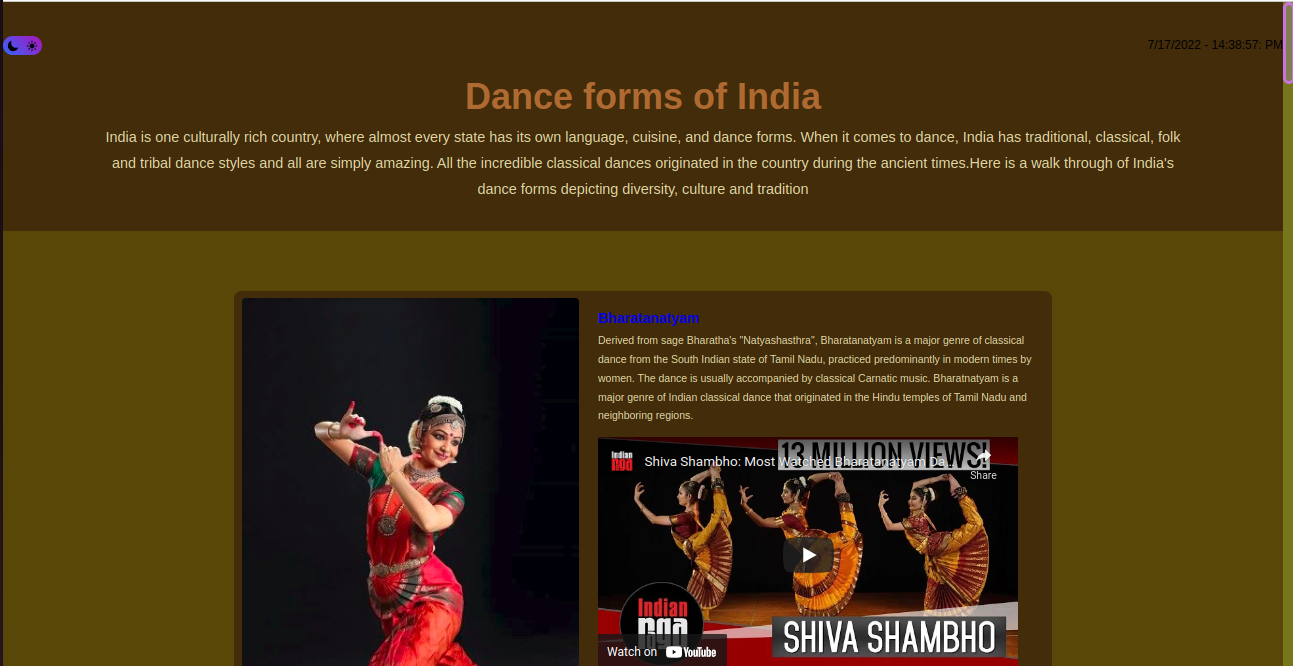 7/17/2022 - 14:38:57: PM
Dance forms of India
India is one culturally rich country, where almost every state has its own language, cuisine, and dance forms. When it comes to dance, India has traditional, classical, folk
and tribal dance styles and all are simply amazing. All the incredible classical dances originated in the country during the ancient times.Here is a walk through of India's
dance forms depicting diversity, culture and tradition
Bharatanatyam
Derived from sage Bharatha's "Natyashasthra", Bharatanatyam is a major genre of classical
dance from the South Indian state of Tamil Nadu, practiced predominantly in modern times by
women. The dance is usually accompanied by classical Carnatic music. Bharatnatyam is a
major genre of Indian classical dance that originated in the Hindu temples of Tamil Nadu and
neighboring regions.
13 MILLION VIEWS!
Indian
Shiva Shambho: Most Watched Bharatanatyam Da...
Share
Indian
raga
SHIVA SHAMBHO
Watch on YouTube